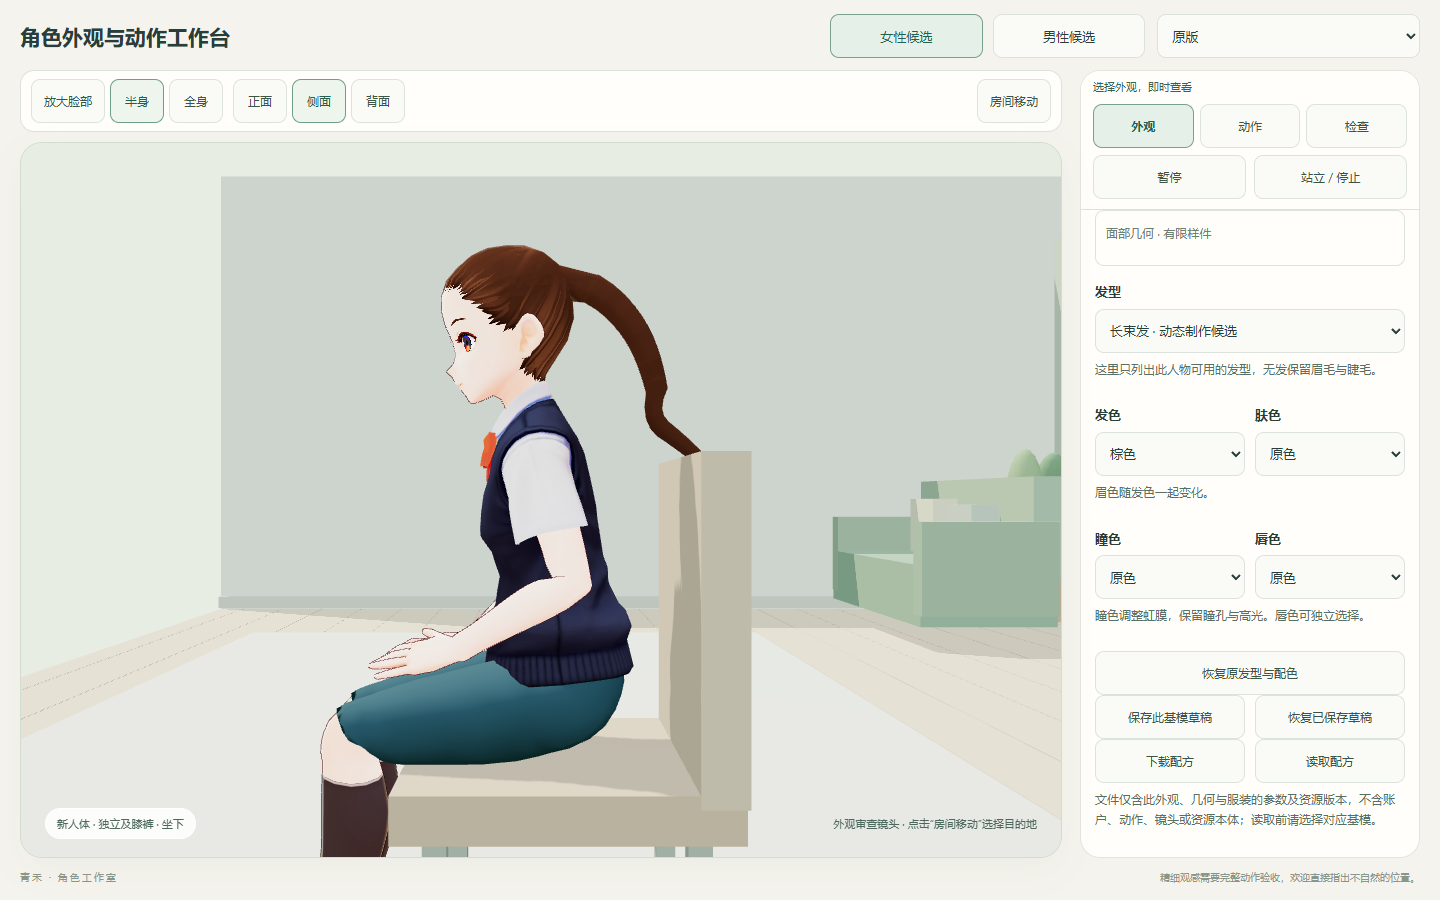 角色外观与动作工作台
女性候选
男性候选
原版
放大脸部
半身
全身
正面
侧面
背面
房间移动
选择外观，即时查看
外观
动作
检查
暂停
站立 / 停止
面部几何 · 有限样件
发型
长束发 · 动态制作候选
这里只列出此人物可用的发型，无发保留眉毛与睫毛。
发色
肤色
棕色
原色
眉色随发色一起变化。
瞳色
唇色
原色
原色
瞳色调整虹膜，保留瞳孔与高光。唇色可独立选择。
恢复原发型与配色
保存此基模草稿
恢复已保存草稿
下载配方
读取配方
文件仅含此外观、几何与服装的参数及资源版本，不含账
户、动作、镜头或资源本体；读取前请选择对应基模。
新人体 · 独立及膝裤 · 坐下
外观审查镜头 · 点击“房间移动”选择目的地
青禾 · 角色工作室
精细观感需要完整动作验收，欢迎直接指出不自然的位置。